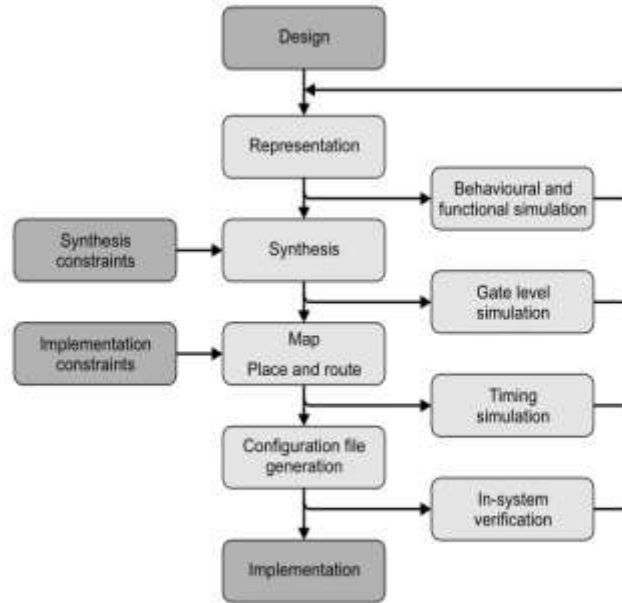 Design
Representation
Behavioural and
functional simulation
Synthesis
constraints
Synthesis
Gate level
simulation
Implementation
constraints
Map
Place and route
Timing
simulation
Configuration file
generation
In-system
verification
Implementation